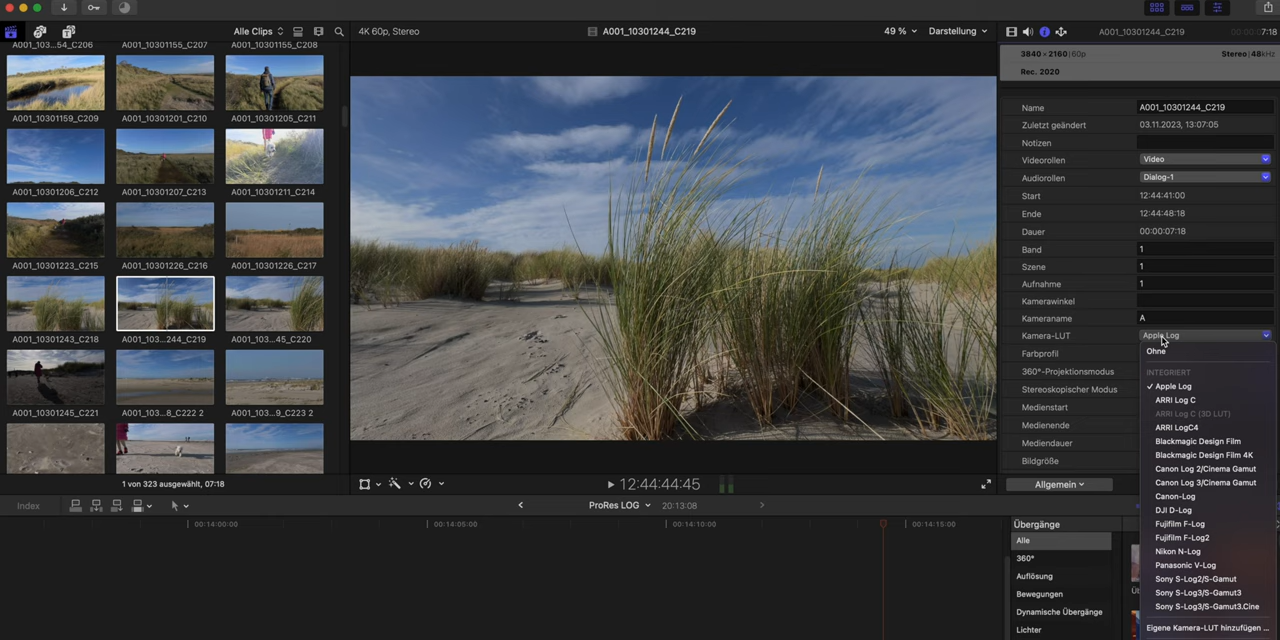 Alle Clips
4K 60p, Stereo
A001_10301244_C219
49 %
Darstellung
A001_10301244_C219
7:18
A001_103...54_C206
A001_10301155_C207
A001_10301155_C208
3840 × 2160 | 60p
Stereo | 48kHz
Rec. 2020
A001_10301159_C209
A001_10301201_C210
A001_10301205_C211
A001_10301206_C212
A001_10301207_C213
A001_10301211_C214
A001_10301223_C215
A001_10301226_C216
A001_10301226_C217
A001_10301243_C218
A001_103...244_C219
A001_103...45_C220
A001_10301245_C221
A001_103...8_C222 2
A001_103...9_C223 2
1 von 323 ausgewählt, 07:18
12:44:44:45
Name A001_10301244_C219
Zuletzt geändert 03.11.2023, 13:07:05
Notizen
Videorollen Video
Audiorollen Dialog-1
Start 12:44:41:00
Ende 12:44:48:18
Dauer 00:00:07:18
Band 1
Szene 1
Aufnahme 1
Kamerawinkel
Kameraname A
Kamera-LUT Apple Log
Farbprofil
360°-Projektionsmodus
Stereoskopischer Modus
Medienstart
Medienende
Mediendauer
Bildgröße
Allgemein
Ohne
INTEGRIERT
✓ Apple Log
ARRI Log C
ARRI Log C (3D LUT)
ARRI LogC4
Blackmagic Design Film
Blackmagic Design Film 4K
Canon Log 2/Cinema Gamut
Canon Log 3/Cinema Gamut
Canon-Log
DJI D-Log
Fujifilm F-Log
Fujifilm F-Log2
Nikon N-Log
Panasonic V-Log
Sony S-Log2/S-Gamut
Sony S-Log3/S-Gamut3
Sony S-Log3/S-Gamut3.Cine
Eigene Kamera-LUT hinzufügen ...
Index
ProRes LOG
20:13:08
00:14:00:00
00:14:05:00
00:14:10:00
00:14:15:00
Übergänge
Alle
360°
Auflösung
Bewegungen
Dynamische Übergänge
Lichter